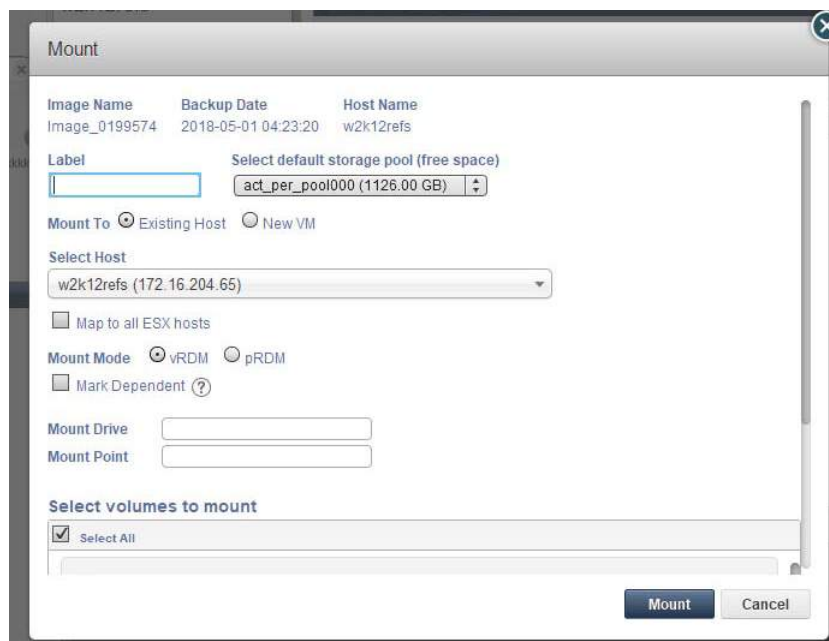 Mount
Image Name Backup Date Host Name
Image_0199574 2018-05-01 04:23:20 w2k12refs
Label Select default storage pool (free space)
act_per_pool000 (1126.00 GB)
Mount To Existing Host New VM
Select Host
w2k12refs (172.16.204.65)
Map to all ESX hosts
Mount Mode vRDM pRDM
Mark Dependent ?
Mount Drive
Mount Point
Select volumes to mount
Select All
Mount Cancel